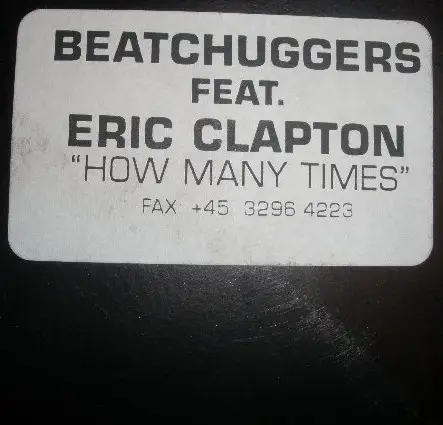 BEATCHUGGERS
FEAT.
ERIC CLAPTON
"HOW MANY TIMES"
FAX +45 3296 4223